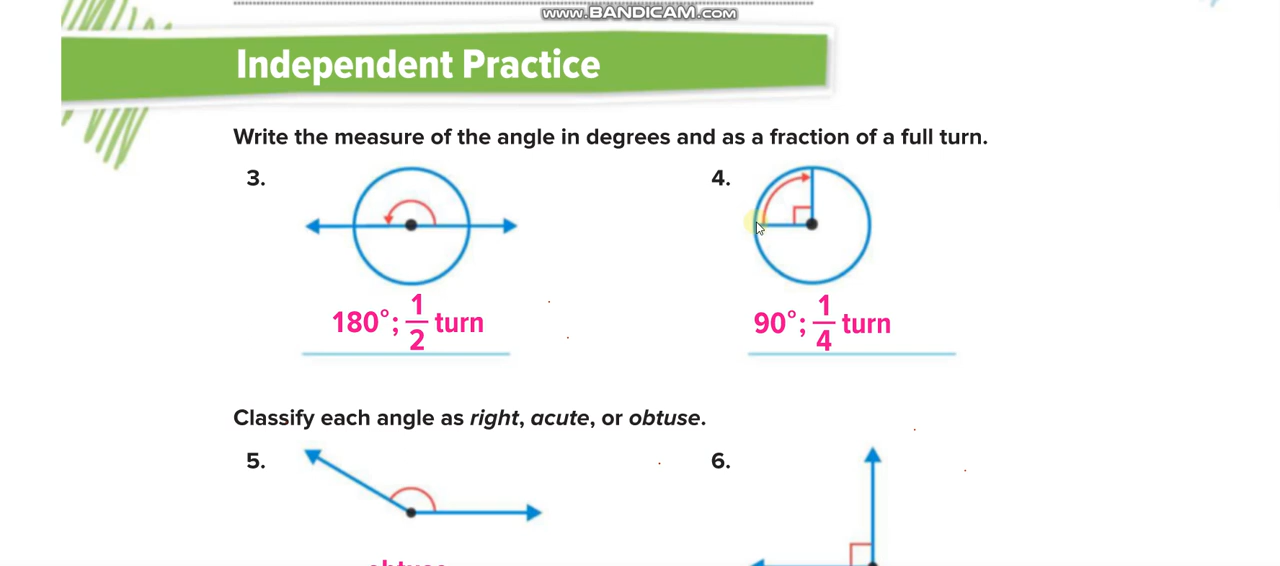 www.BANDICAM.com
Independent Practice
Write the measure of the angle in degrees and as a fraction of a full turn.
3.
4.
180°; 1/2 turn
90°; 1/4 turn
Classify each angle as right, acute, or obtuse.
5.
6.
obtuse